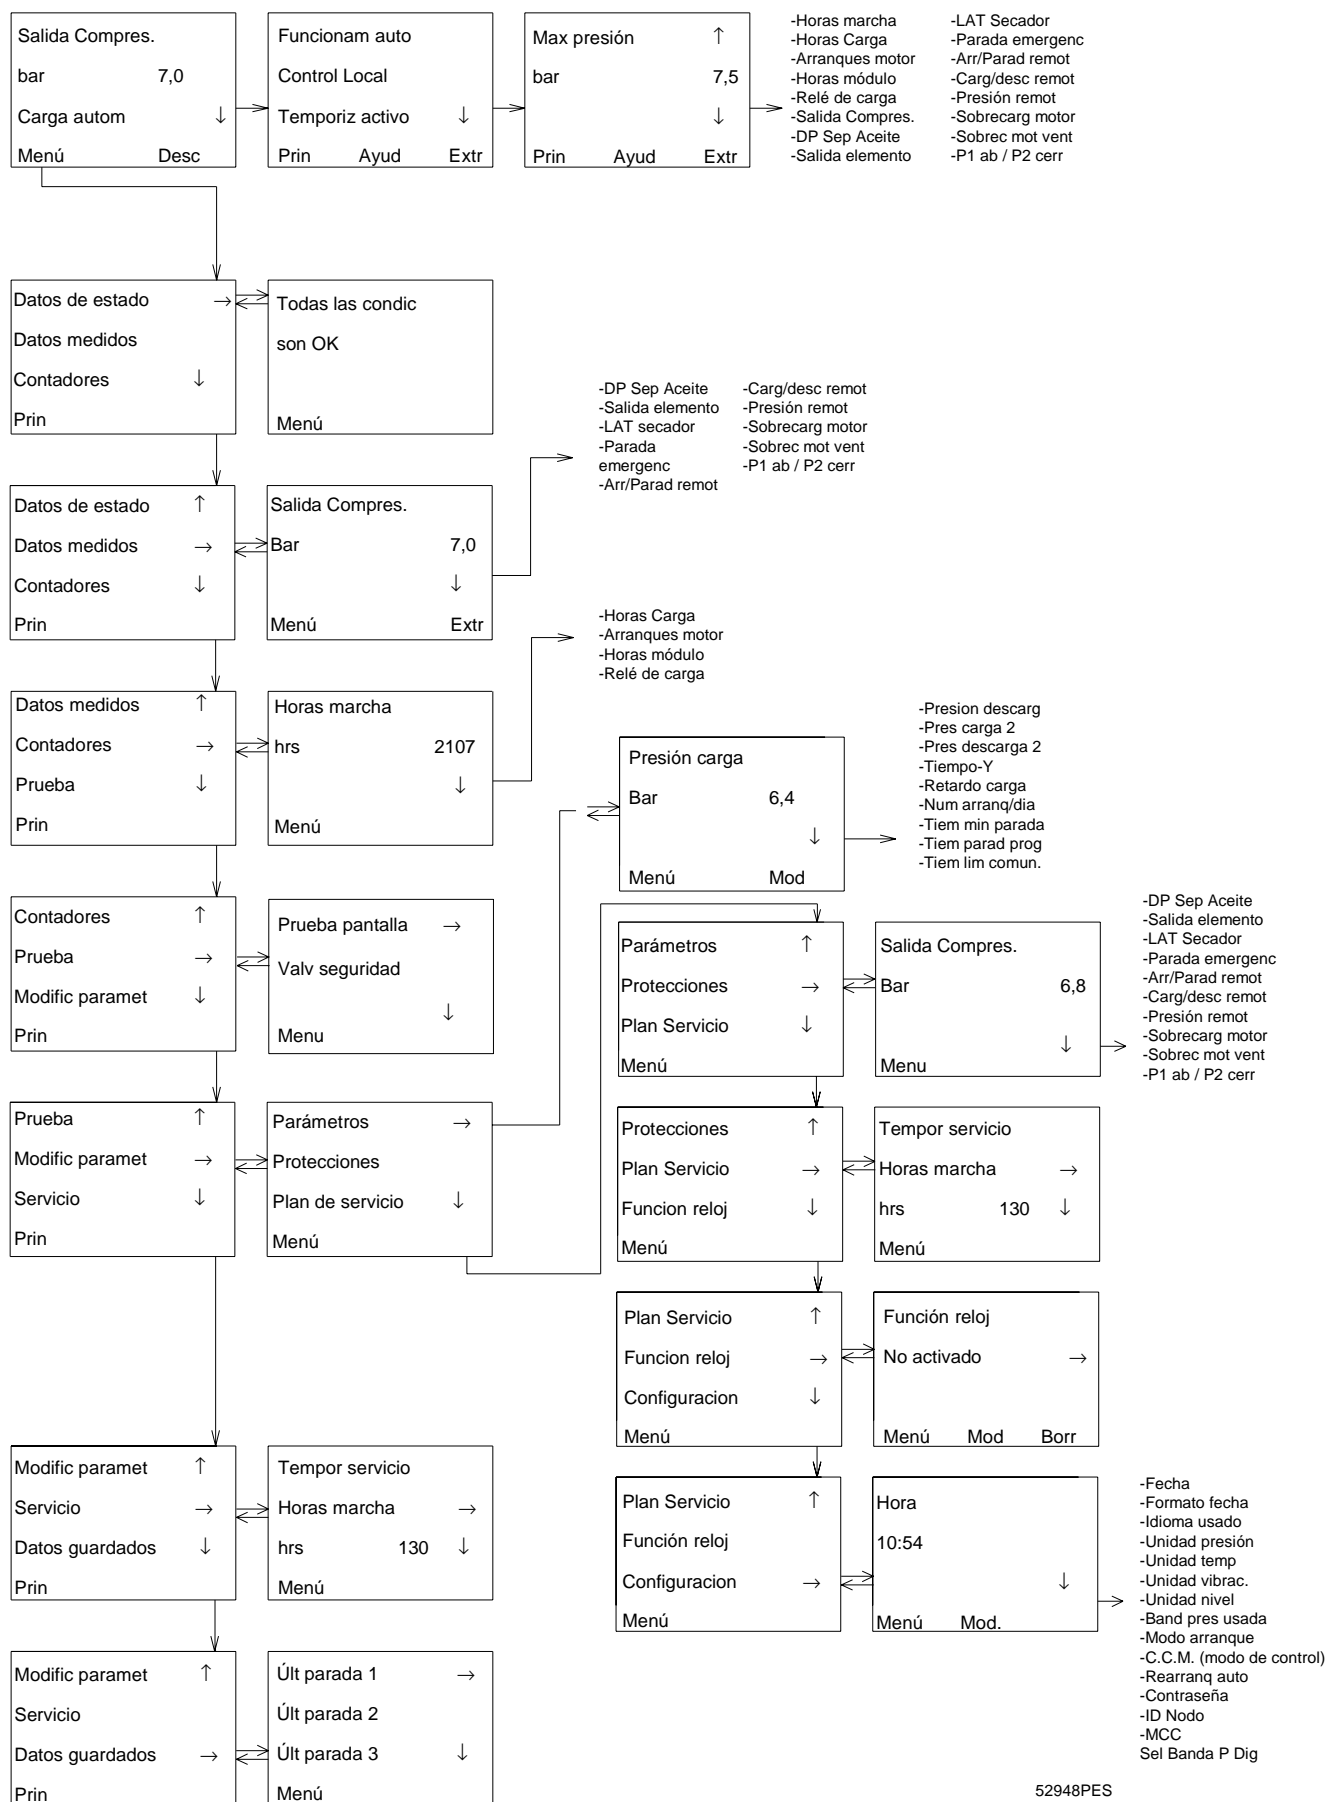 Salida Compres.
bar 7,0
Carga autom ↓
Menú Desc
Funcionam auto
Control Local
Temporiz activo ↓
Prin Ayud Extr
Max presión ↑
bar 7,5
↓
Prin Ayud Extr
-Horas marcha
-Horas Carga
-Arranques motor
-Horas módulo
-Relé de carga
-Salida Compres.
-DP Sep Aceite
-Salida elemento
-LAT Secador
-Parada emergenc
-Arr/Parad remot
-Carg/desc remot
-Presión remot
-Sobrecarg motor
-Sobrec mot vent
-P1 ab / P2 cerr
Datos de estado →
Datos medidos
Contadores ↓
Prin
Todas las condic
son OK
Menú
Datos de estado ↑
Datos medidos →
Contadores ↓
Prin
Salida Compres.
Bar 7,0
↓
Menú Extr
-DP Sep Aceite
-Salida elemento
-LAT secador
-Parada
emergenc
-Arr/Parad remot
-Carg/desc remot
-Presión remot
-Sobrecarg motor
-Sobrec mot vent
-P1 ab / P2 cerr
Datos medidos ↑
Contadores →
Prueba ↓
Prin
Horas marcha
hrs 2107
↓
Menú
-Horas Carga
-Arranques motor
-Horas módulo
-Relé de carga
Presión carga
Bar 6,4
↓
Menú Mod
-Presion descarg
-Pres carga 2
-Pres descarga 2
-Tiempo-Y
-Retardo carga
-Num arranq/dia
-Tiem min parada
-Tiem parad prog
-Tiem lim comun.
Contadores ↑
Prueba →
Modific paramet ↓
Prin
Prueba pantalla →
Valv seguridad
↓
Menu
Parámetros ↑
Protecciones →
Plan Servicio ↓
Menú
Salida Compres.
Bar 6,8
↓
Menu
-DP Sep Aceite
-Salida elemento
-LAT Secador
-Parada emergenc
-Arr/Parad remot
-Carg/desc remot
-Presión remot
-Sobrecarg motor
-Sobrec mot vent
-P1 ab / P2 cerr
Prueba ↑
Modific paramet →
Servicio ↓
Prin
Parámetros →
Protecciones
Plan de servicio ↓
Menú
Protecciones ↑
Plan Servicio →
Funcion reloj ↓
Menú
Tempor servicio
Horas marcha →
hrs 130 ↓
Menú
Plan Servicio ↑
Funcion reloj →
Configuracion ↓
Menú
Función reloj
No activado →
Menú Mod Borr
Modific paramet ↑
Servicio →
Datos guardados ↓
Prin
Tempor servicio
Horas marcha →
hrs 130 ↓
Menú
Plan Servicio ↑
Función reloj
Configuracion →
Menú
Hora
10:54
↓
Menú Mod.
-Fecha
-Formato fecha
-Idioma usado
-Unidad presión
-Unidad temp
-Unidad vibrac.
-Unidad nivel
-Band pres usada
-Modo arranque
-C.C.M. (modo de control)
-Rearranq auto
-Contraseña
-ID Nodo
-MCC
Sel Banda P Dig
Modific paramet ↑
Servicio
Datos guardados →
Prin
Últ parada 1 →
Últ parada 2
Últ parada 3 ↓
Menú
52948PES